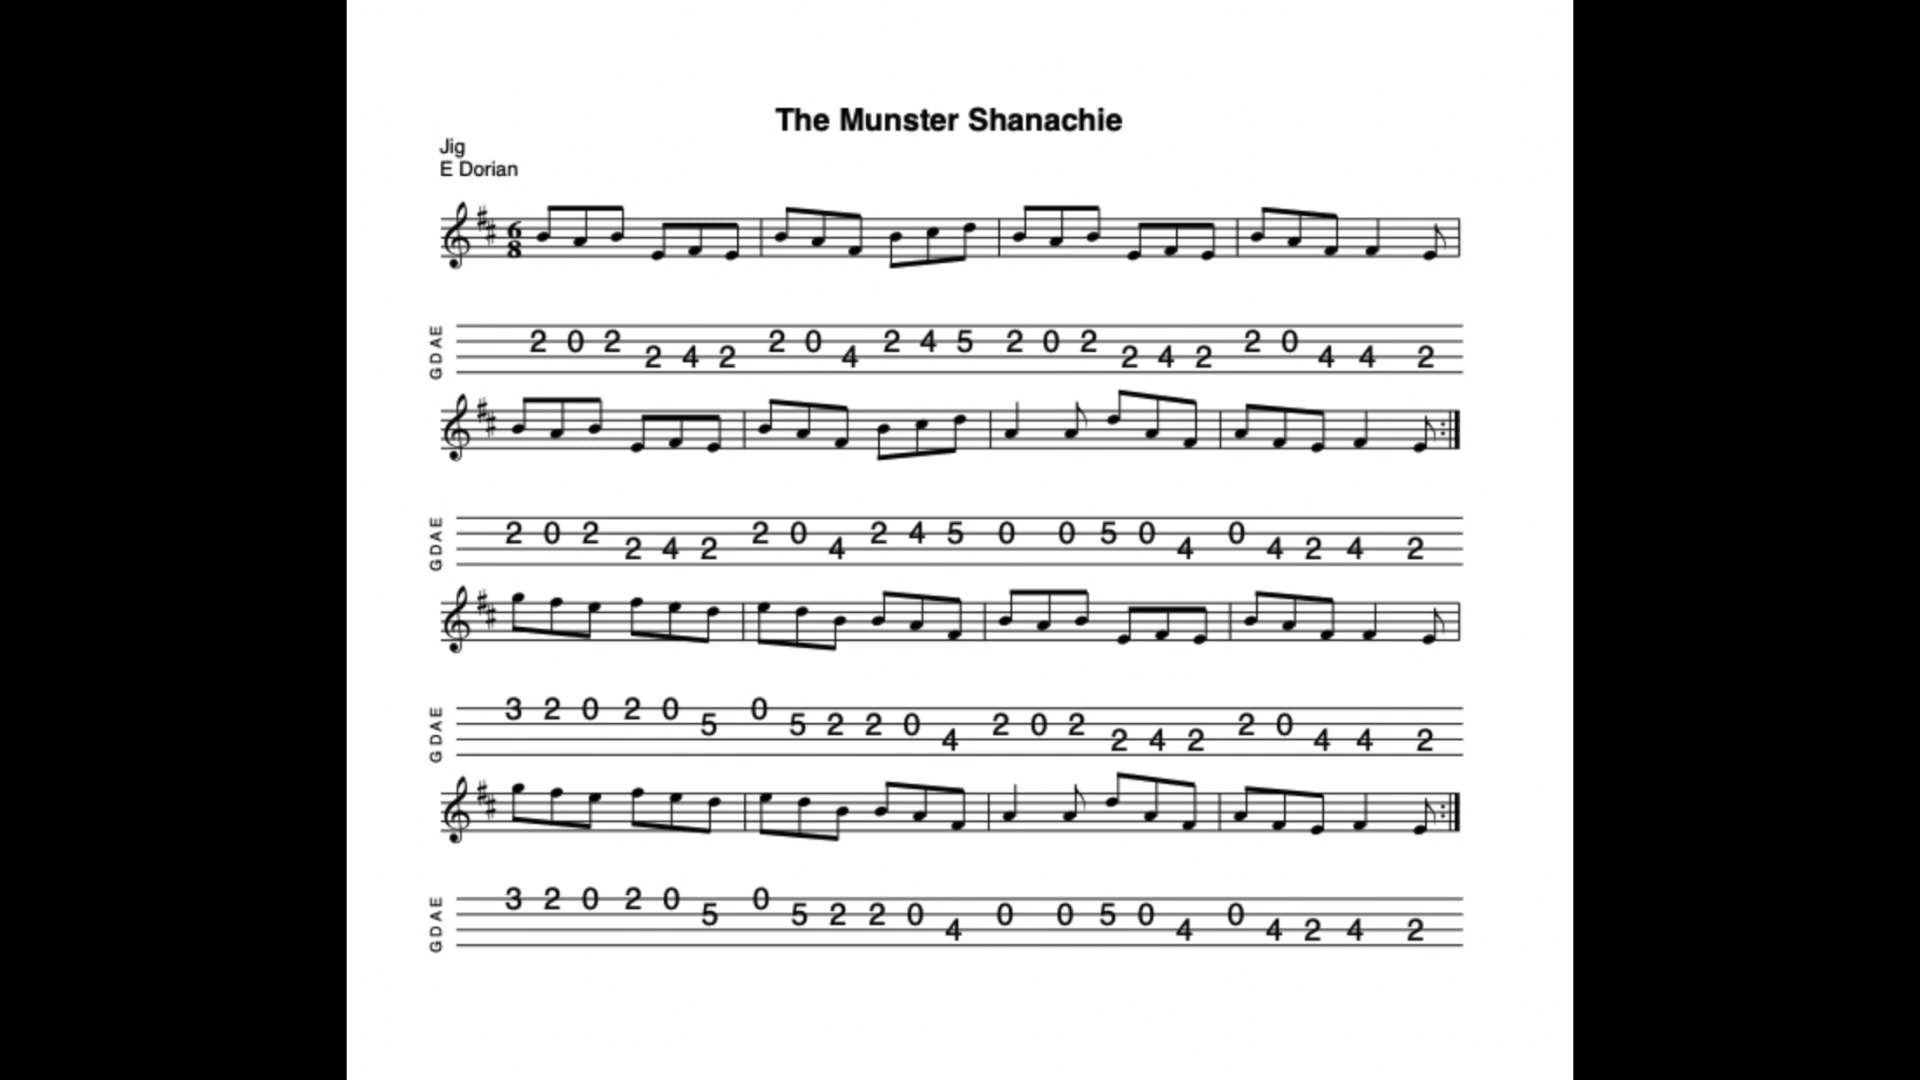 The Munster Shanachie
Jig
E Dorian
6
8
G D A E
2 0 2 2 4 2 2 0 4 2 4 5 2 0 2 2 4 2 2 0 4 4 2
G D A E
2 0 2 2 4 2 2 0 4 2 4 5 0 0 5 0 4 0 4 2 4 2
G D A E
3 2 0 2 0 5 0 5 2 2 0 4 2 0 2 2 4 2 2 0 4 4 2
G D A E
3 2 0 2 0 5 0 5 2 2 0 4 0 0 5 0 4 0 4 2 4 2